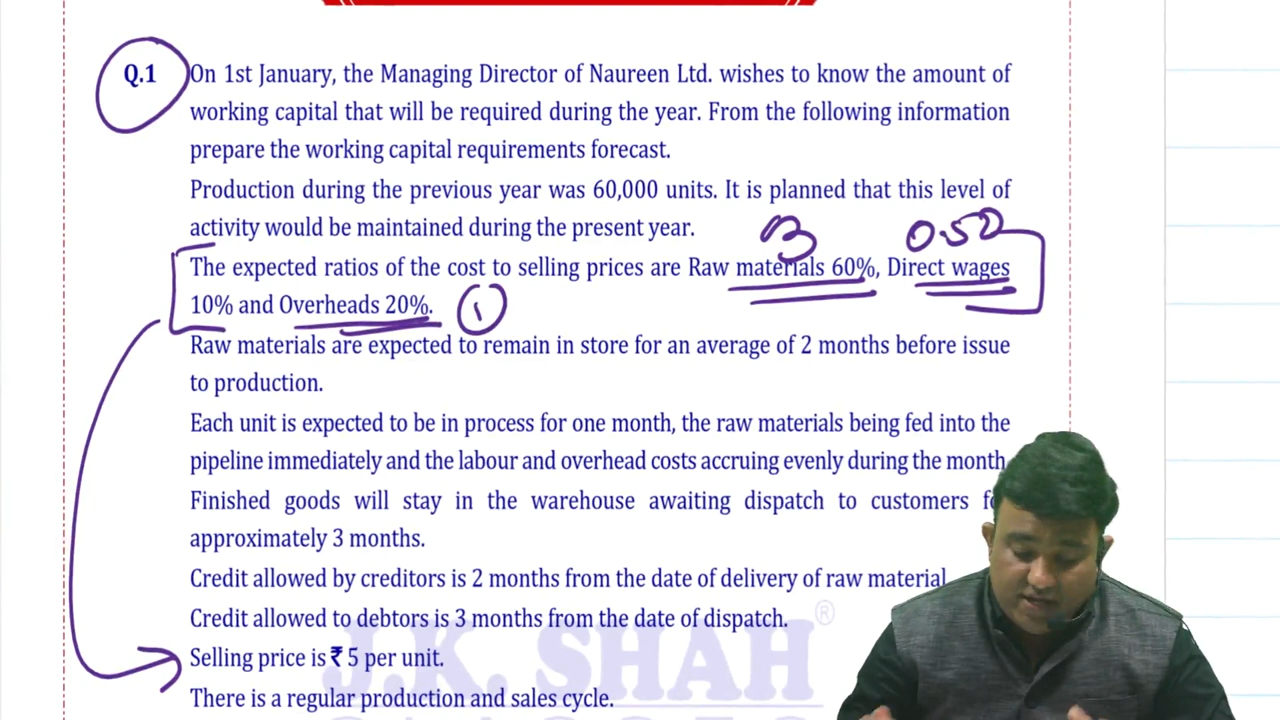 Q.1 On 1st January, the Managing Director of Naureen Ltd. wishes to know the amount of
working capital that will be required during the year. From the following information
prepare the working capital requirements forecast.
Production during the previous year was 60,000 units. It is planned that this level of
activity would be maintained during the present year.
3 0.50
The expected ratios of the cost to selling prices are Raw materials 60%, Direct wages
10% and Overheads 20%. 1
Raw materials are expected to remain in store for an average of 2 months before issue
to production.
Each unit is expected to be in process for one month, the raw materials being fed into the
pipeline immediately and the labour and overhead costs accruing evenly during the month
Finished goods will stay in the warehouse awaiting dispatch to customers
approximately 3 months.
Credit allowed by creditors is 2 months from the date of delivery of raw material
Credit allowed to debtors is 3 months from the date of dispatch.
Selling price is ₹ 5 per unit.
There is a regular production and sales cycle.
J.K. SHAH ®